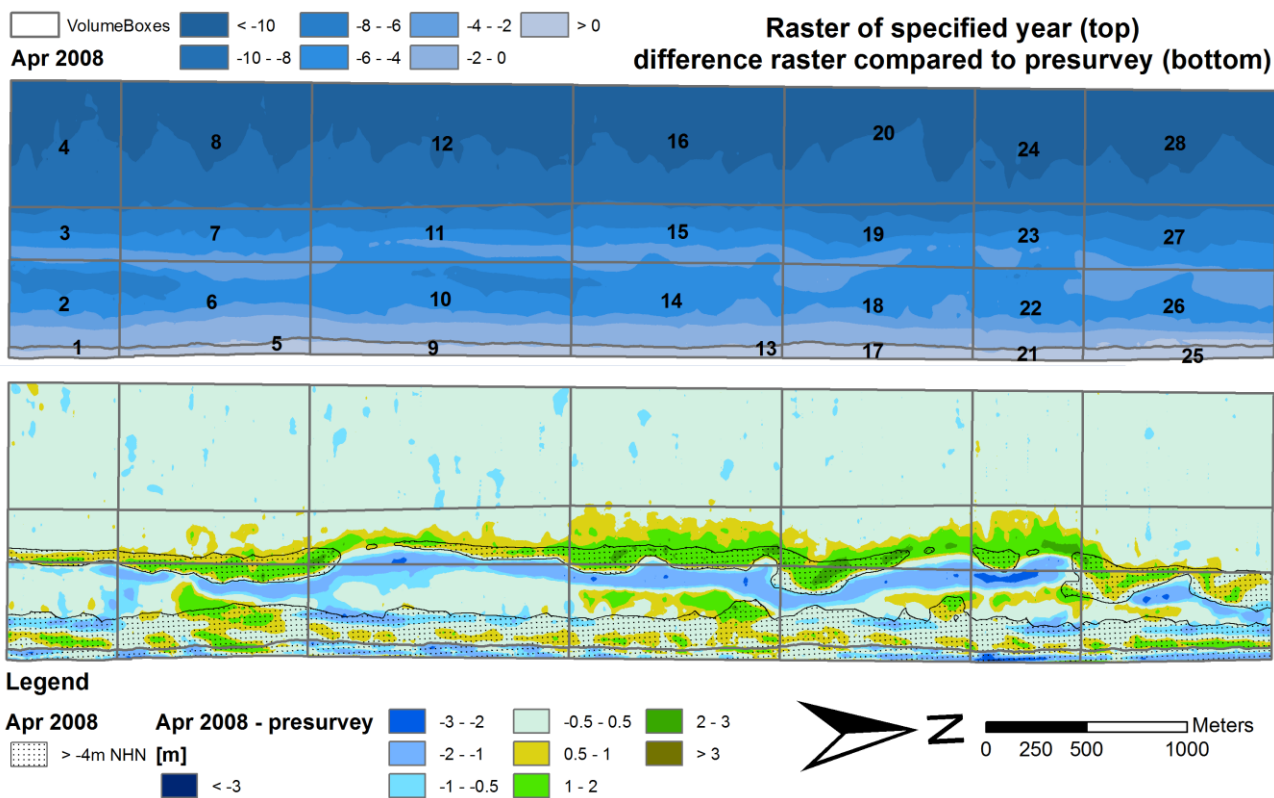 VolumeBoxes < -10 -8 - -6 -4 - -2 > 0
Apr 2008 -10 - -8 -6 - -4 -2 - 0
Raster of specified year (top)
difference raster compared to presurvey (bottom)
4 8 12 16 20 24 28
3 7 11 15 19 23 27
2 6 10 14 18 22 26
1 5 9 13 17 21 25
Legend
Apr 2008 Apr 2008 - presurvey -3 - -2 -0.5 - 0.5 2 - 3
> -4m NHN [m] -2 - -1 0.5 - 1 > 3
< -3 -1 - -0.5 1 - 2
N
Meters
0 250 500 1000